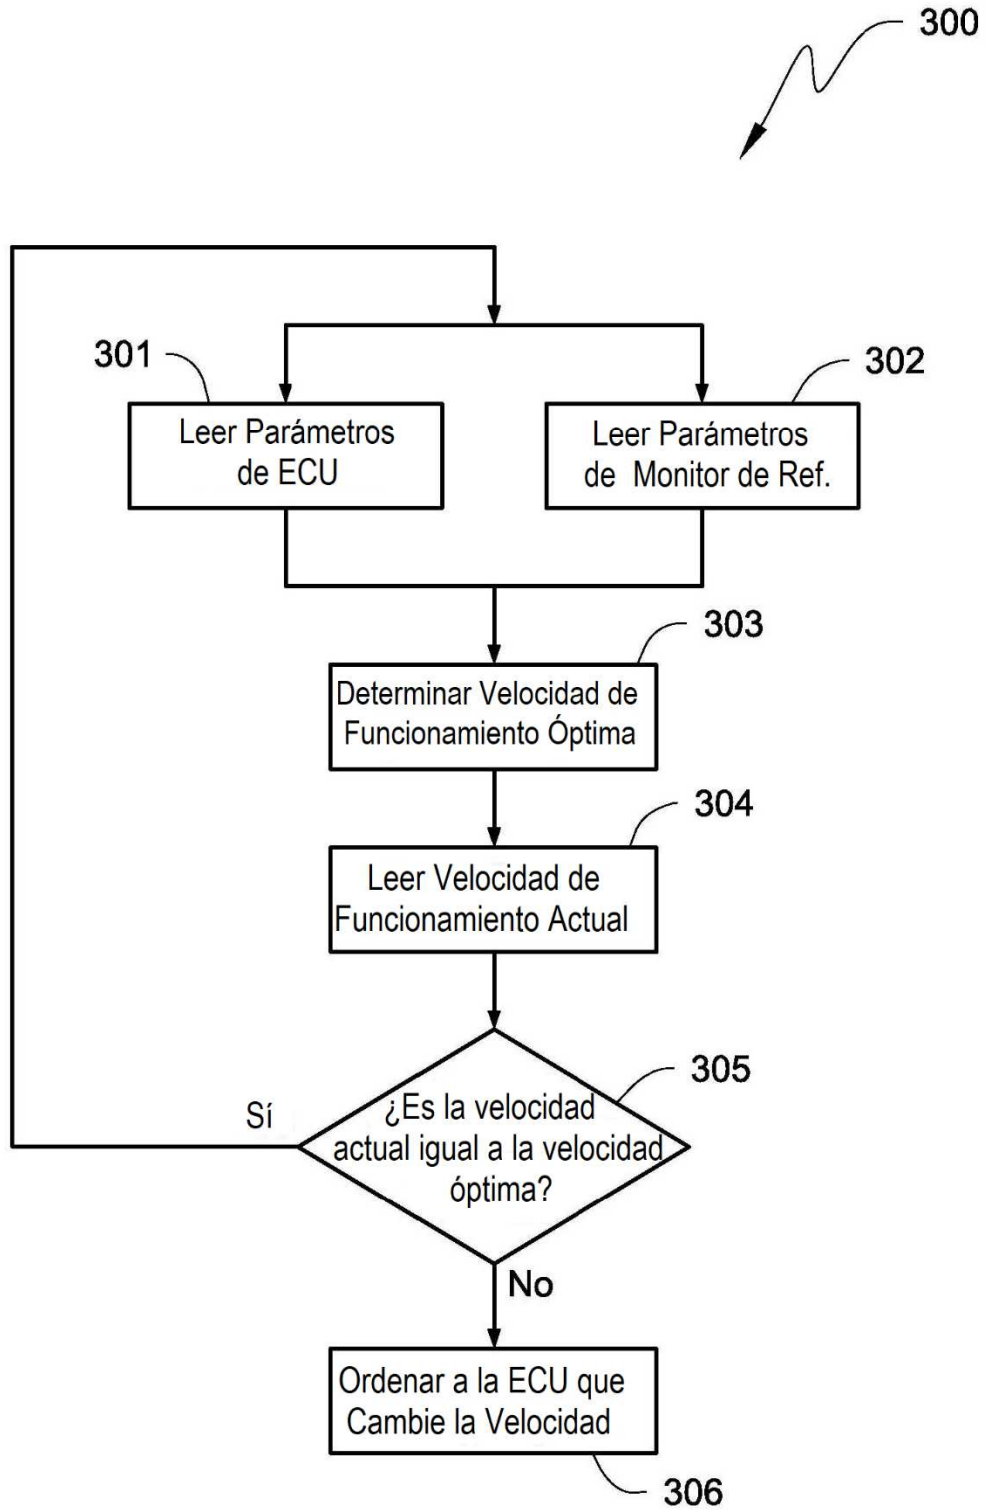 300
301
302
Leer Parámetros
de ECU
Leer Parámetros
de Monitor de Ref.
303
Determinar Velocidad de
Funcionamiento Óptima
304
Leer Velocidad de
Funcionamiento Actual
305
Sí
¿Es la velocidad
actual igual a la velocidad
óptima?
No
Ordenar a la ECU que
Cambie la Velocidad
306